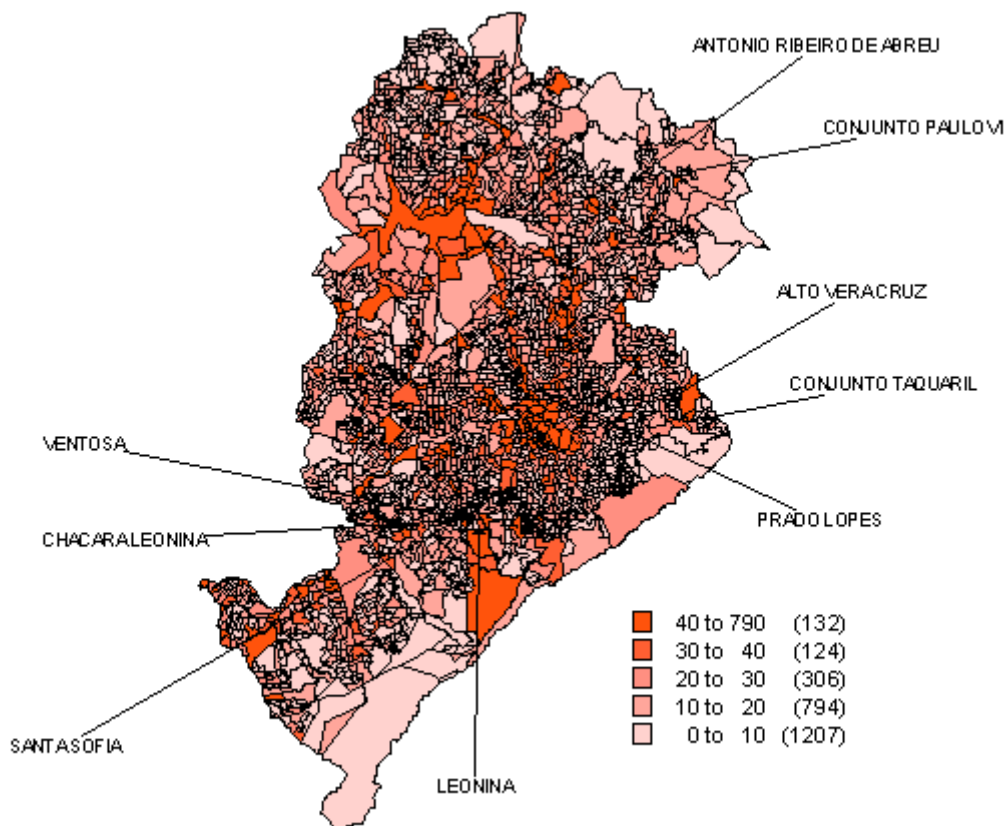 ANTONIO RIBEIRO DE ABREU
CONJUNTO PAULO VI
ALTO VERA CRUZ
CONJUNTO TAQUARIL
VENTOSA
PRADO LOPES
CHACARA LEONINA
40 to 790 (132)
30 to 40 (124)
20 to 30 (306)
10 to 20 (794)
0 to 10 (1207)
SANTA SOFIA
LEONINA